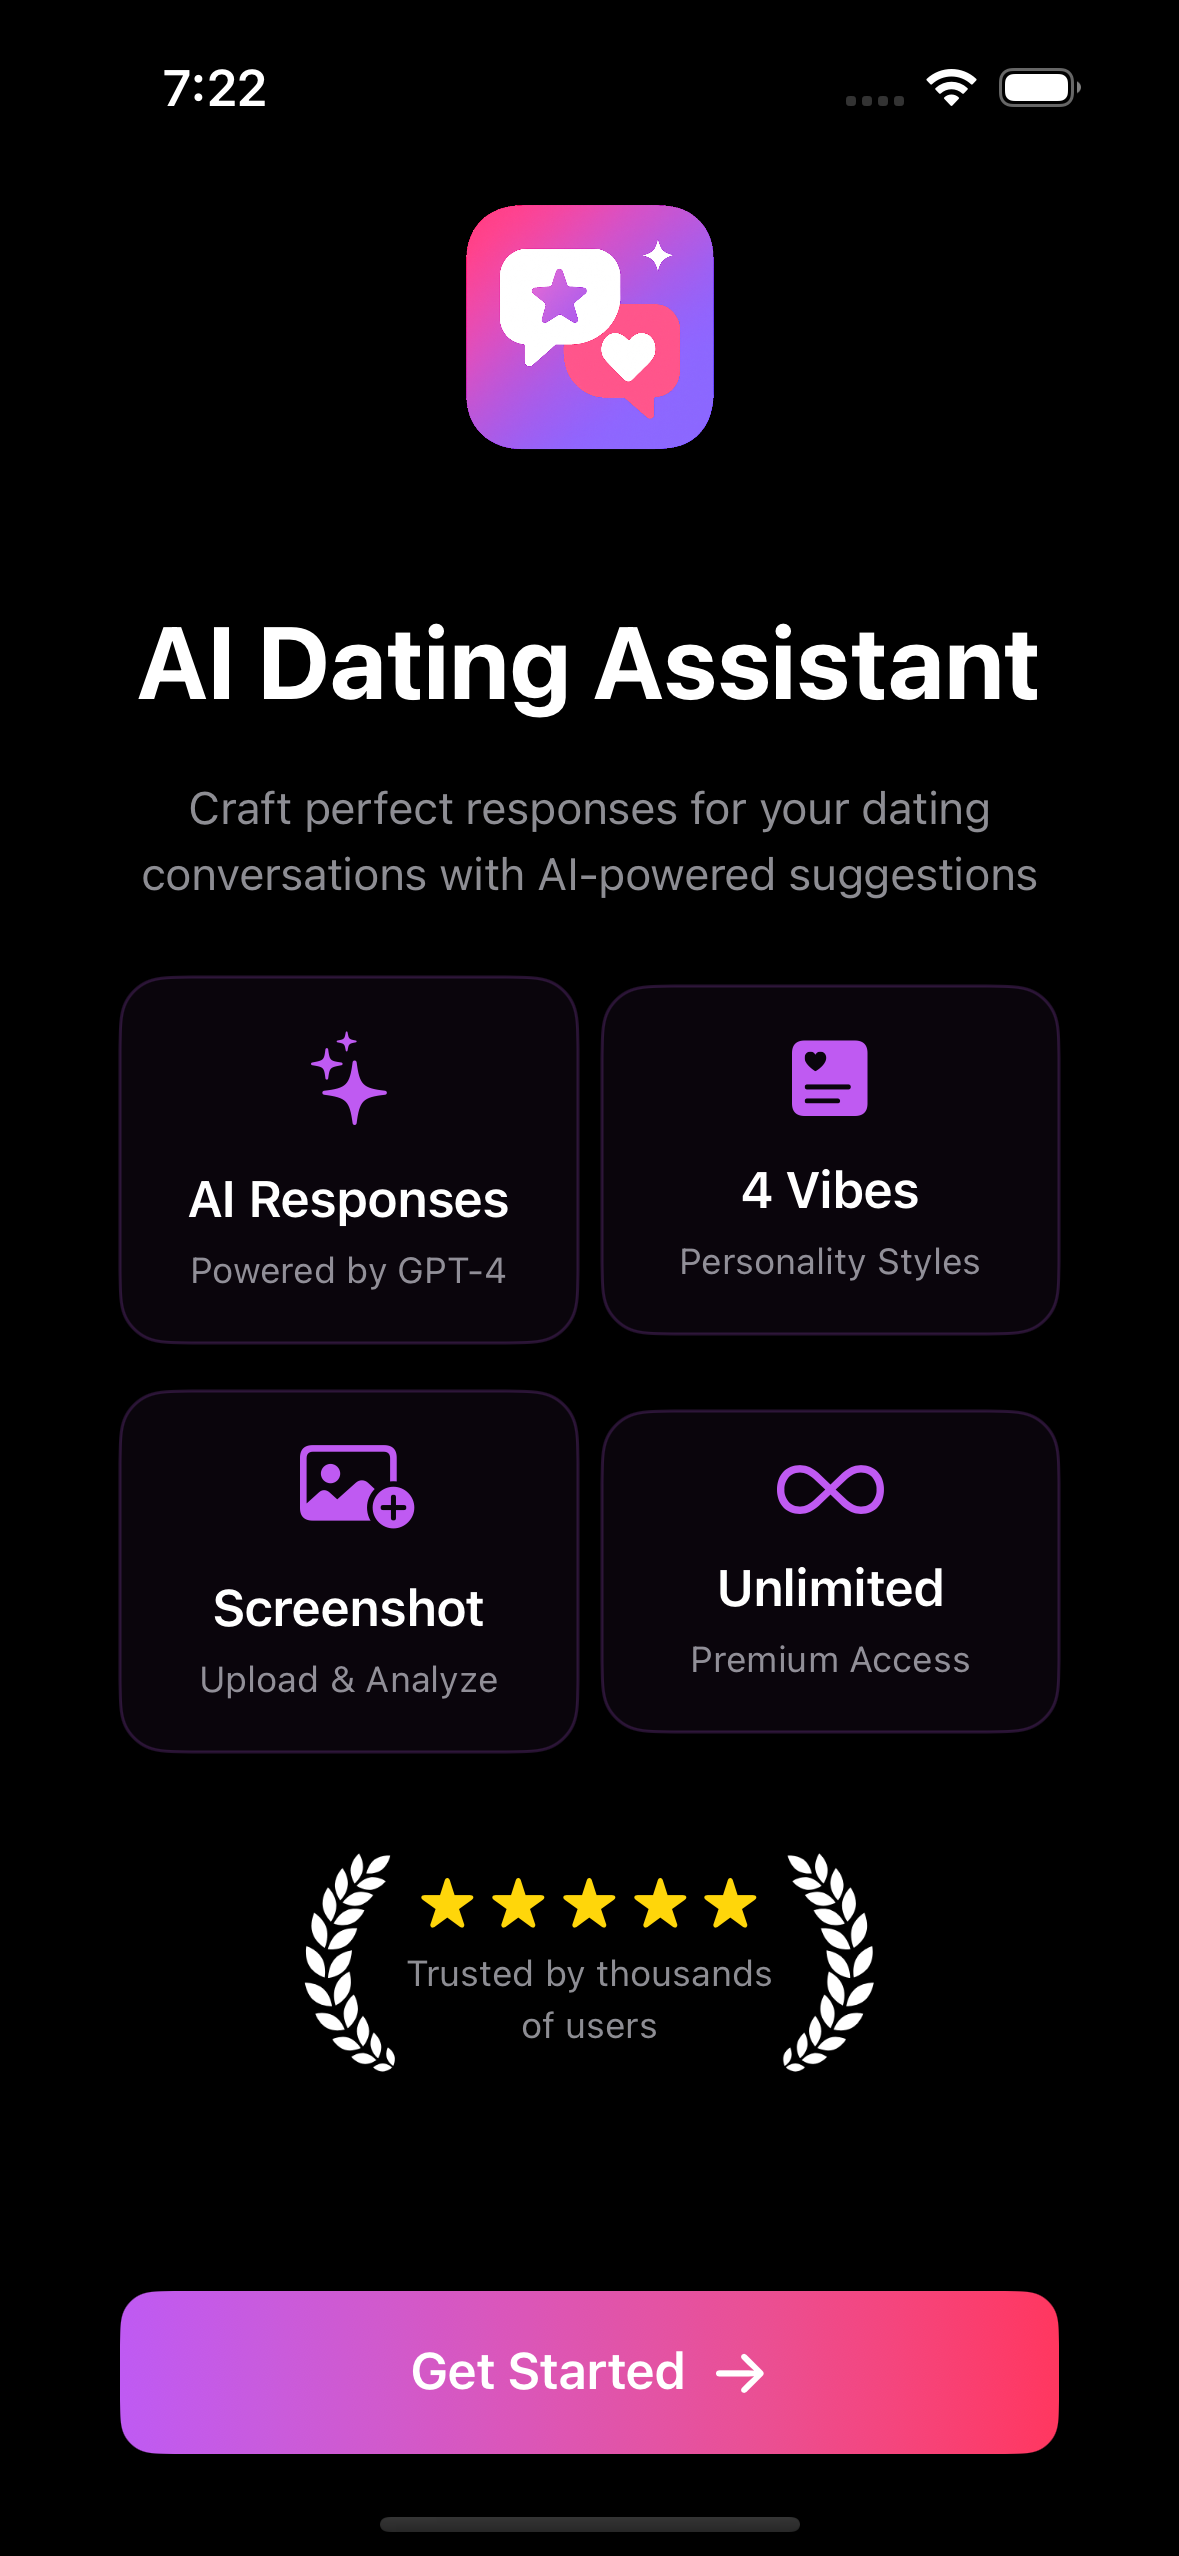 7:22
AI Dating Assistant
Craft perfect responses for your dating
conversations with AI-powered suggestions
AI Responses
Powered by GPT-4
4 Vibes
Personality Styles
Screenshot
Upload & Analyze
Unlimited
Premium Access
Trusted by thousands
of users
Get Started →